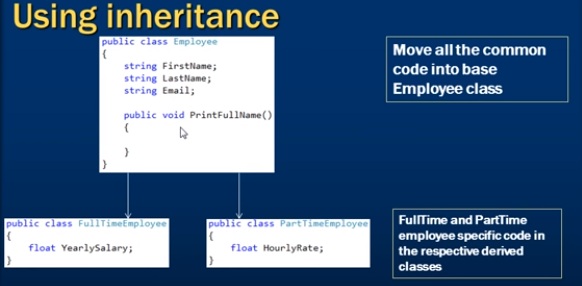 Using inheritance
public class Employee
{
string FirstName;
string LastName;
string Email;
public void PrintFullName()
{
}
}
Move all the common
code into base
Employee class
public class FullTimeEmployee
{
float YearlySalary;
}
public class PartTimeEmployee
{
float HourlyRate;
}
FullTime and PartTime
employee specific code in
the respective derived
classes